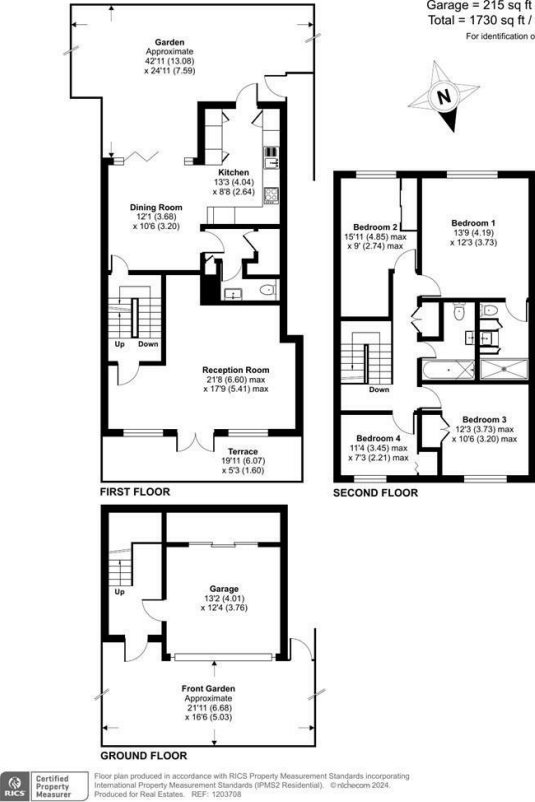 Garage = 215 sq ft
Total = 1730 sq ft /
For identification o
Garden
Approximate
42'11 (13.08)
x 24'11 (7.59)
N
Kitchen
13'3 (4.04)
x 8'8 (2.64)
Dining Room
12'1 (3.68)
x 10'6 (3.20)
Up
Down
Reception Room
21'8 (6.60) max
x 17'9 (5.41) max
Terrace
19'11 (6.07)
x 5'3 (1.60)
FIRST FLOOR
Bedroom 2
15'11 (4.85) max
x 9' (2.74) max
Bedroom 1
13'9 (4.19)
x 12'3 (3.73)
Down
Bedroom 4
11'4 (3.45) max
x 7'3 (2.21) max
Bedroom 3
12'3 (3.73) max
x 10'6 (3.20) max
SECOND FLOOR
Up
Garage
13'2 (4.01)
x 12'4 (3.76)
Front Garden
Approximate
21'11 (6.68)
x 16'6 (5.03)
GROUND FLOOR
RICS
Certified
Property
Measurer
Floor plan produced in accordance with RICS Property Measurement Standards incorporating
International Property Measurement Standards (IPMS2 Residential). © nichecom 2024.
Produced for Real Estates. REF: 1203708